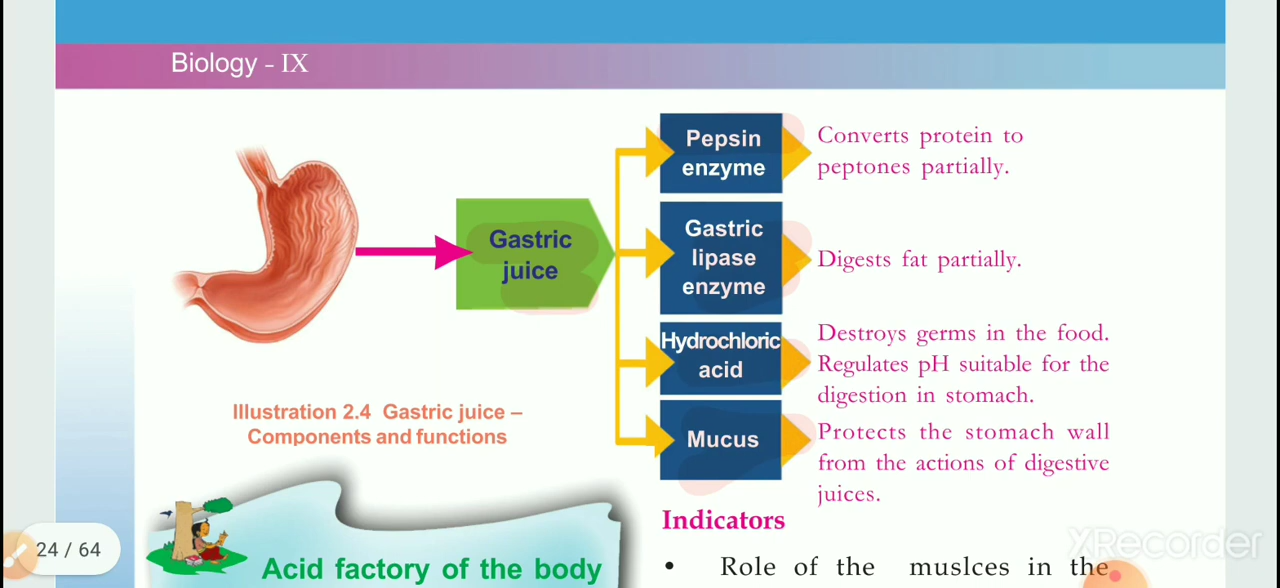 Biology - IX
Pepsin
enzyme
Converts protein to
peptones partially.
Gastric
juice
Gastric
lipase
enzyme
Digests fat partially.
Hydrochloric
acid
Destroys germs in the food.
Regulates pH suitable for the
digestion in stomach.
Mucus
Protects the stomach wall
from the actions of digestive
juices.
Illustration 2.4 Gastric juice –
Components and functions
Acid factory of the body
Indicators
• Role of the muslces in the
24 / 64
XRecorder